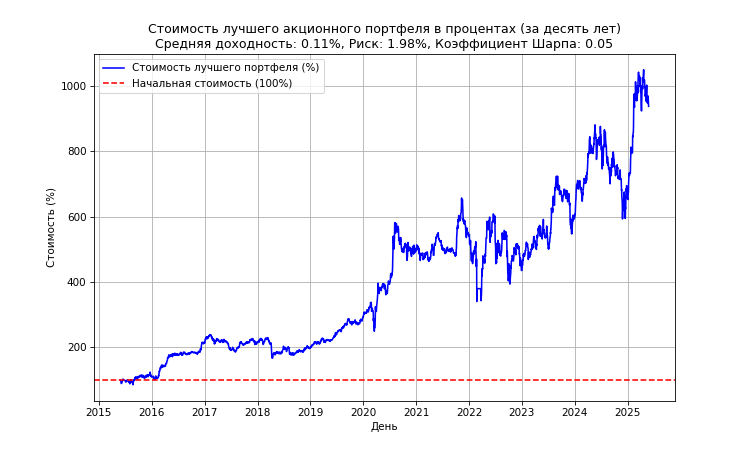 Стоимость лучшего акционного портфеля в процентах (за десять лет)
Средняя доходность: 0.11%, Риск: 1.98%, Коэффициент Шарпа: 0.05
Стоимость лучшего портфеля (%)
Начальная стоимость (100%)
Стоимость (%)
1000
800
600
400
200
2015 2016 2017 2018 2019 2020 2021 2022 2023 2024 2025
День